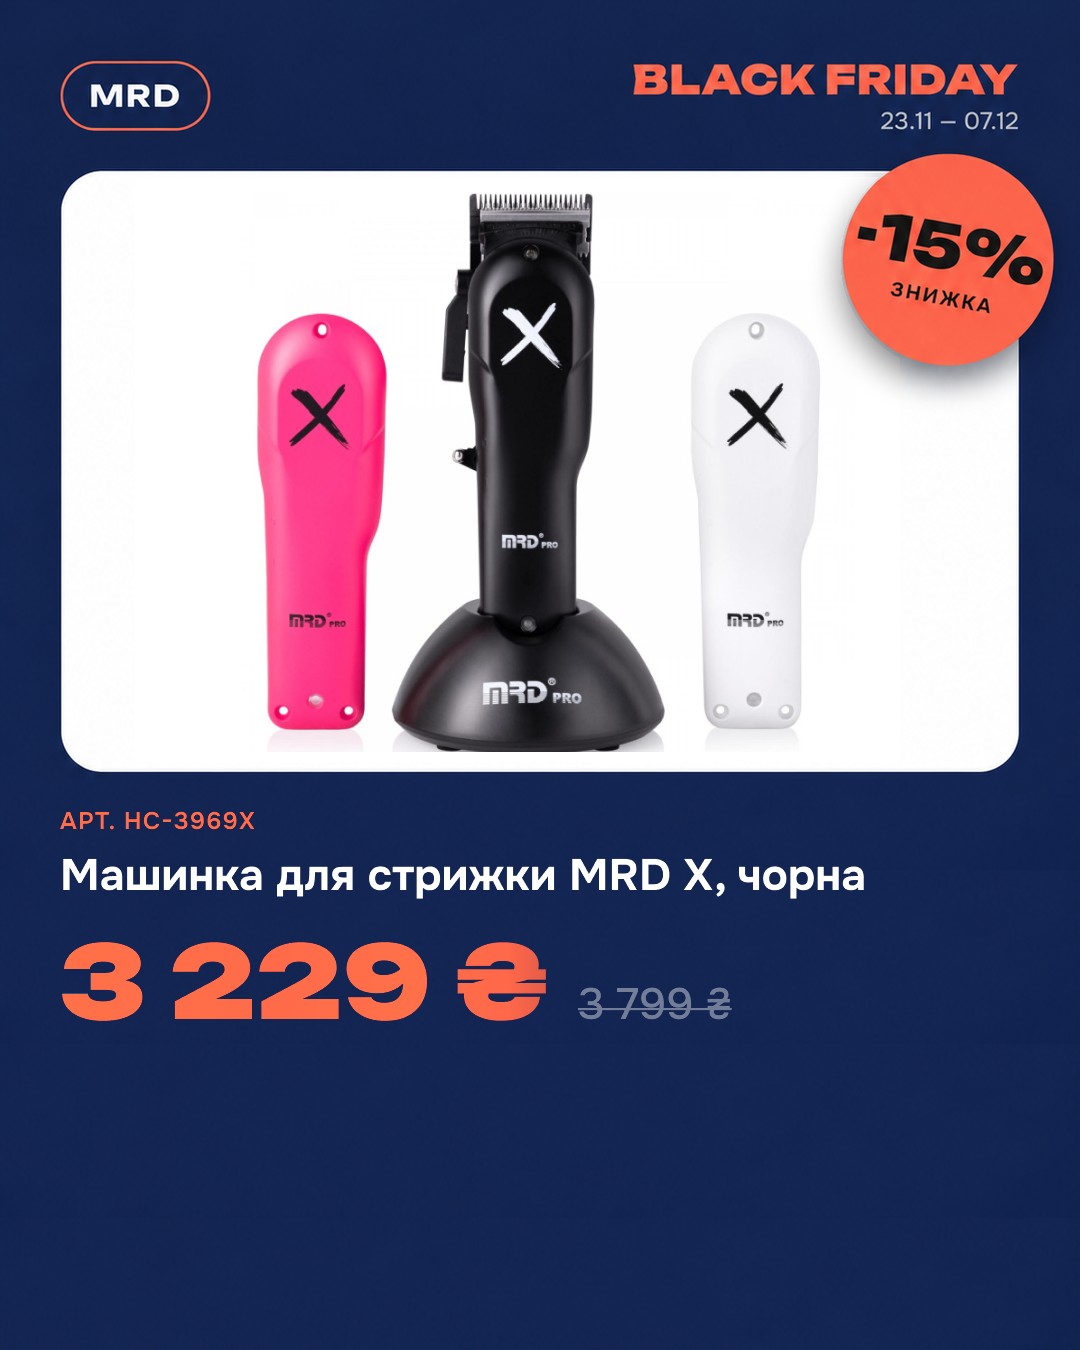 MRD
BLACK FRIDAY
23.11 – 07.12
-15%
ЗНИЖКА
X
X
X
MRD® PRO
MRD® PRO
MRD® PRO
MRD® PRO
АРТ. HC-3969X
Машинка для стрижки MRD X, чорна
3 229 ₴ 3 799 ₴